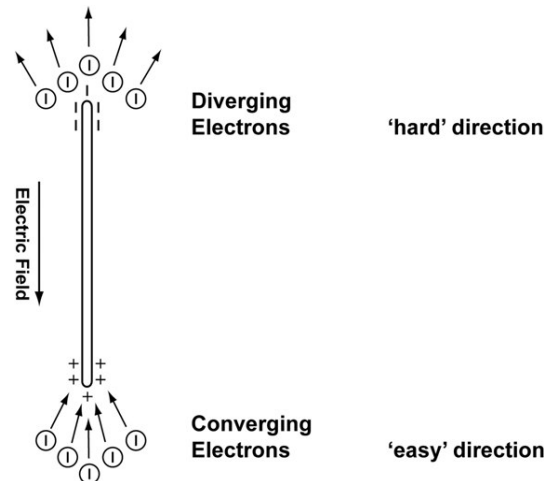 Diverging
Electrons
‘hard’ direction
Electric Field
+ +
+ +
+
Converging
Electrons
‘easy’ direction